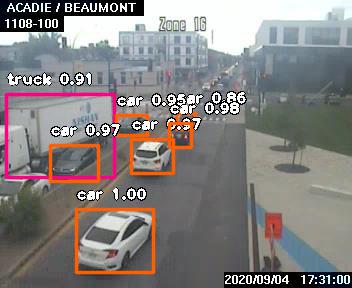 ACADIE / BEAUMONT
1108-100
Zone 16
truck 0.91
car 0.95
car 0.86
car 0.98
car 0.97
car 0.97
car 1.00
2020/09/04 17:31:00